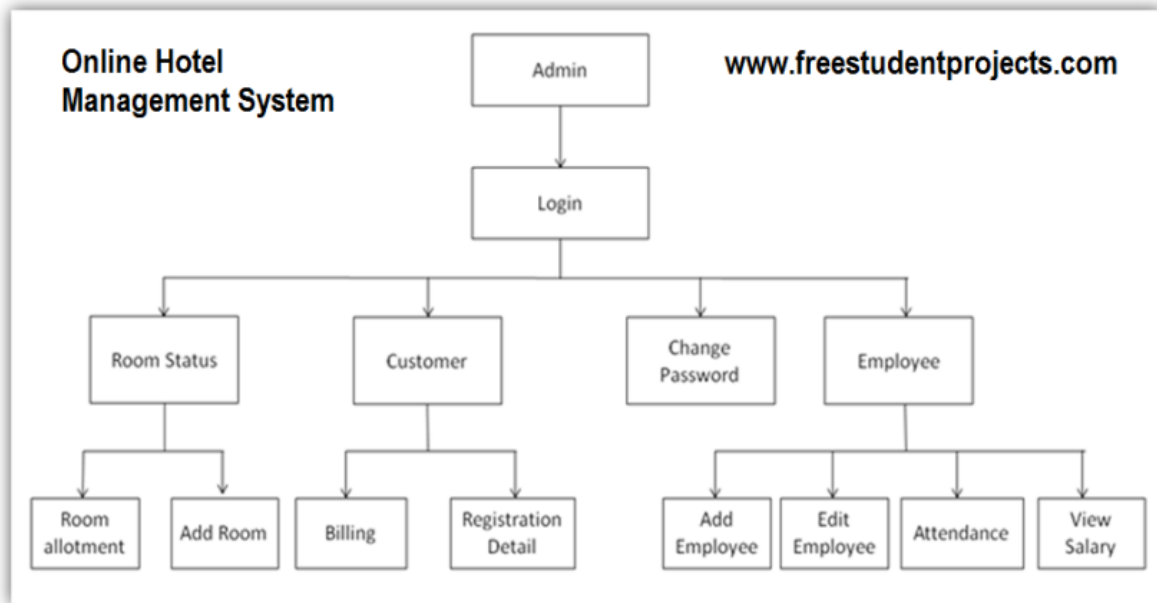 Online Hotel
Management System
www.freestudentprojects.com
Admin
Login
Room Status
Customer
Change
Password
Employee
Room
allotment
Add Room
Billing
Registration
Detail
Add
Employee
Edit
Employee
Attendance
View
Salary